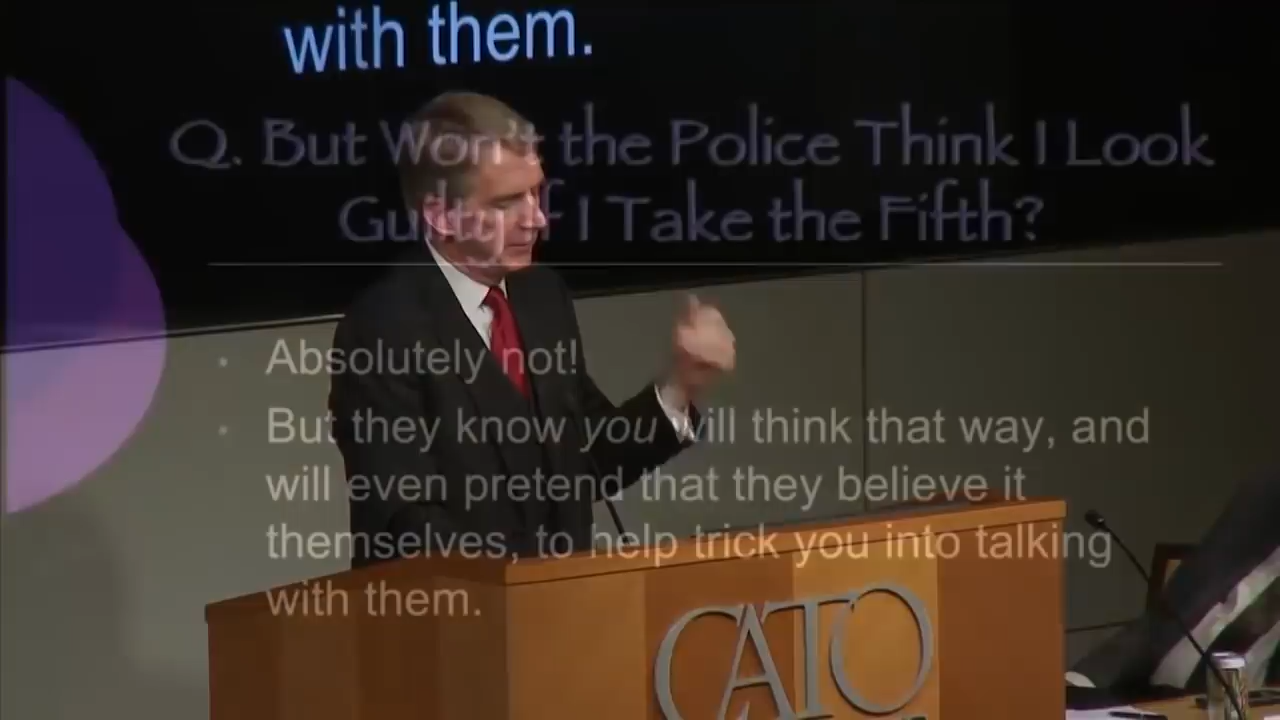 with them.
Q. But Won't the Police Think I Look
Guilty if I Take the Fifth?
• Absolutely not!
• But they know you will think that way, and
will even pretend that they believe it
themselves, to help trick you into talking
with them.
CATO